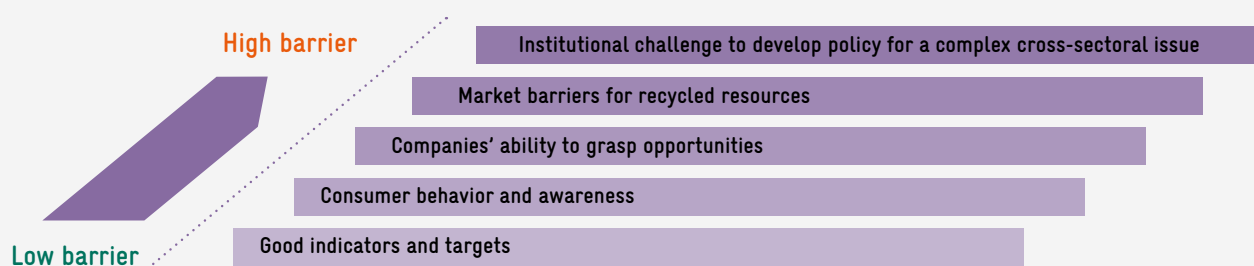 High barrier
Institutional challenge to develop policy for a complex cross-sectoral issue
Market barriers for recycled resources
Companies’ ability to grasp opportunities
Consumer behavior and awareness
Good indicators and targets
Low barrier